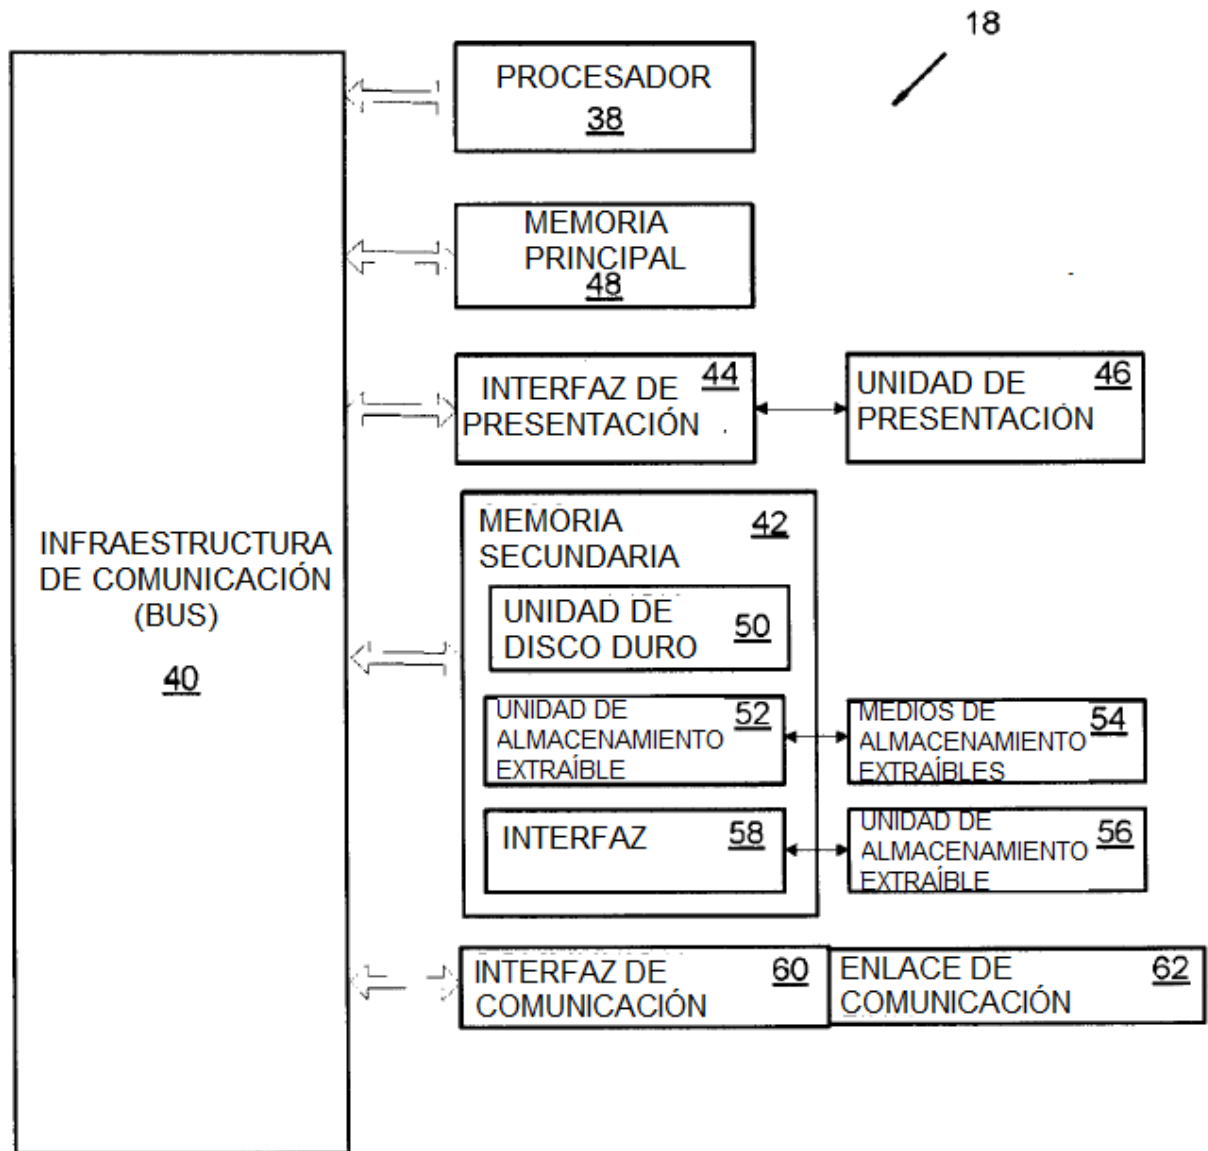 18
PROCESADOR
38
MEMORIA
PRINCIPAL
48
INTERFAZ DE
PRESENTACIÓN
44
UNIDAD DE
PRESENTACIÓN
46
INFRAESTRUCTURA
DE COMUNICACIÓN
(BUS)
40
MEMORIA
SECUNDARIA
42
UNIDAD DE
DISCO DURO
50
UNIDAD DE
ALMACENAMIENTO
EXTRAÍBLE
52
MEDIOS DE
ALMACENAMIENTO
EXTRAÍBLES
54
INTERFAZ
58
UNIDAD DE
ALMACENAMIENTO
EXTRAÍBLE
56
INTERFAZ DE
COMUNICACIÓN
60
ENLACE DE
COMUNICACIÓN
62